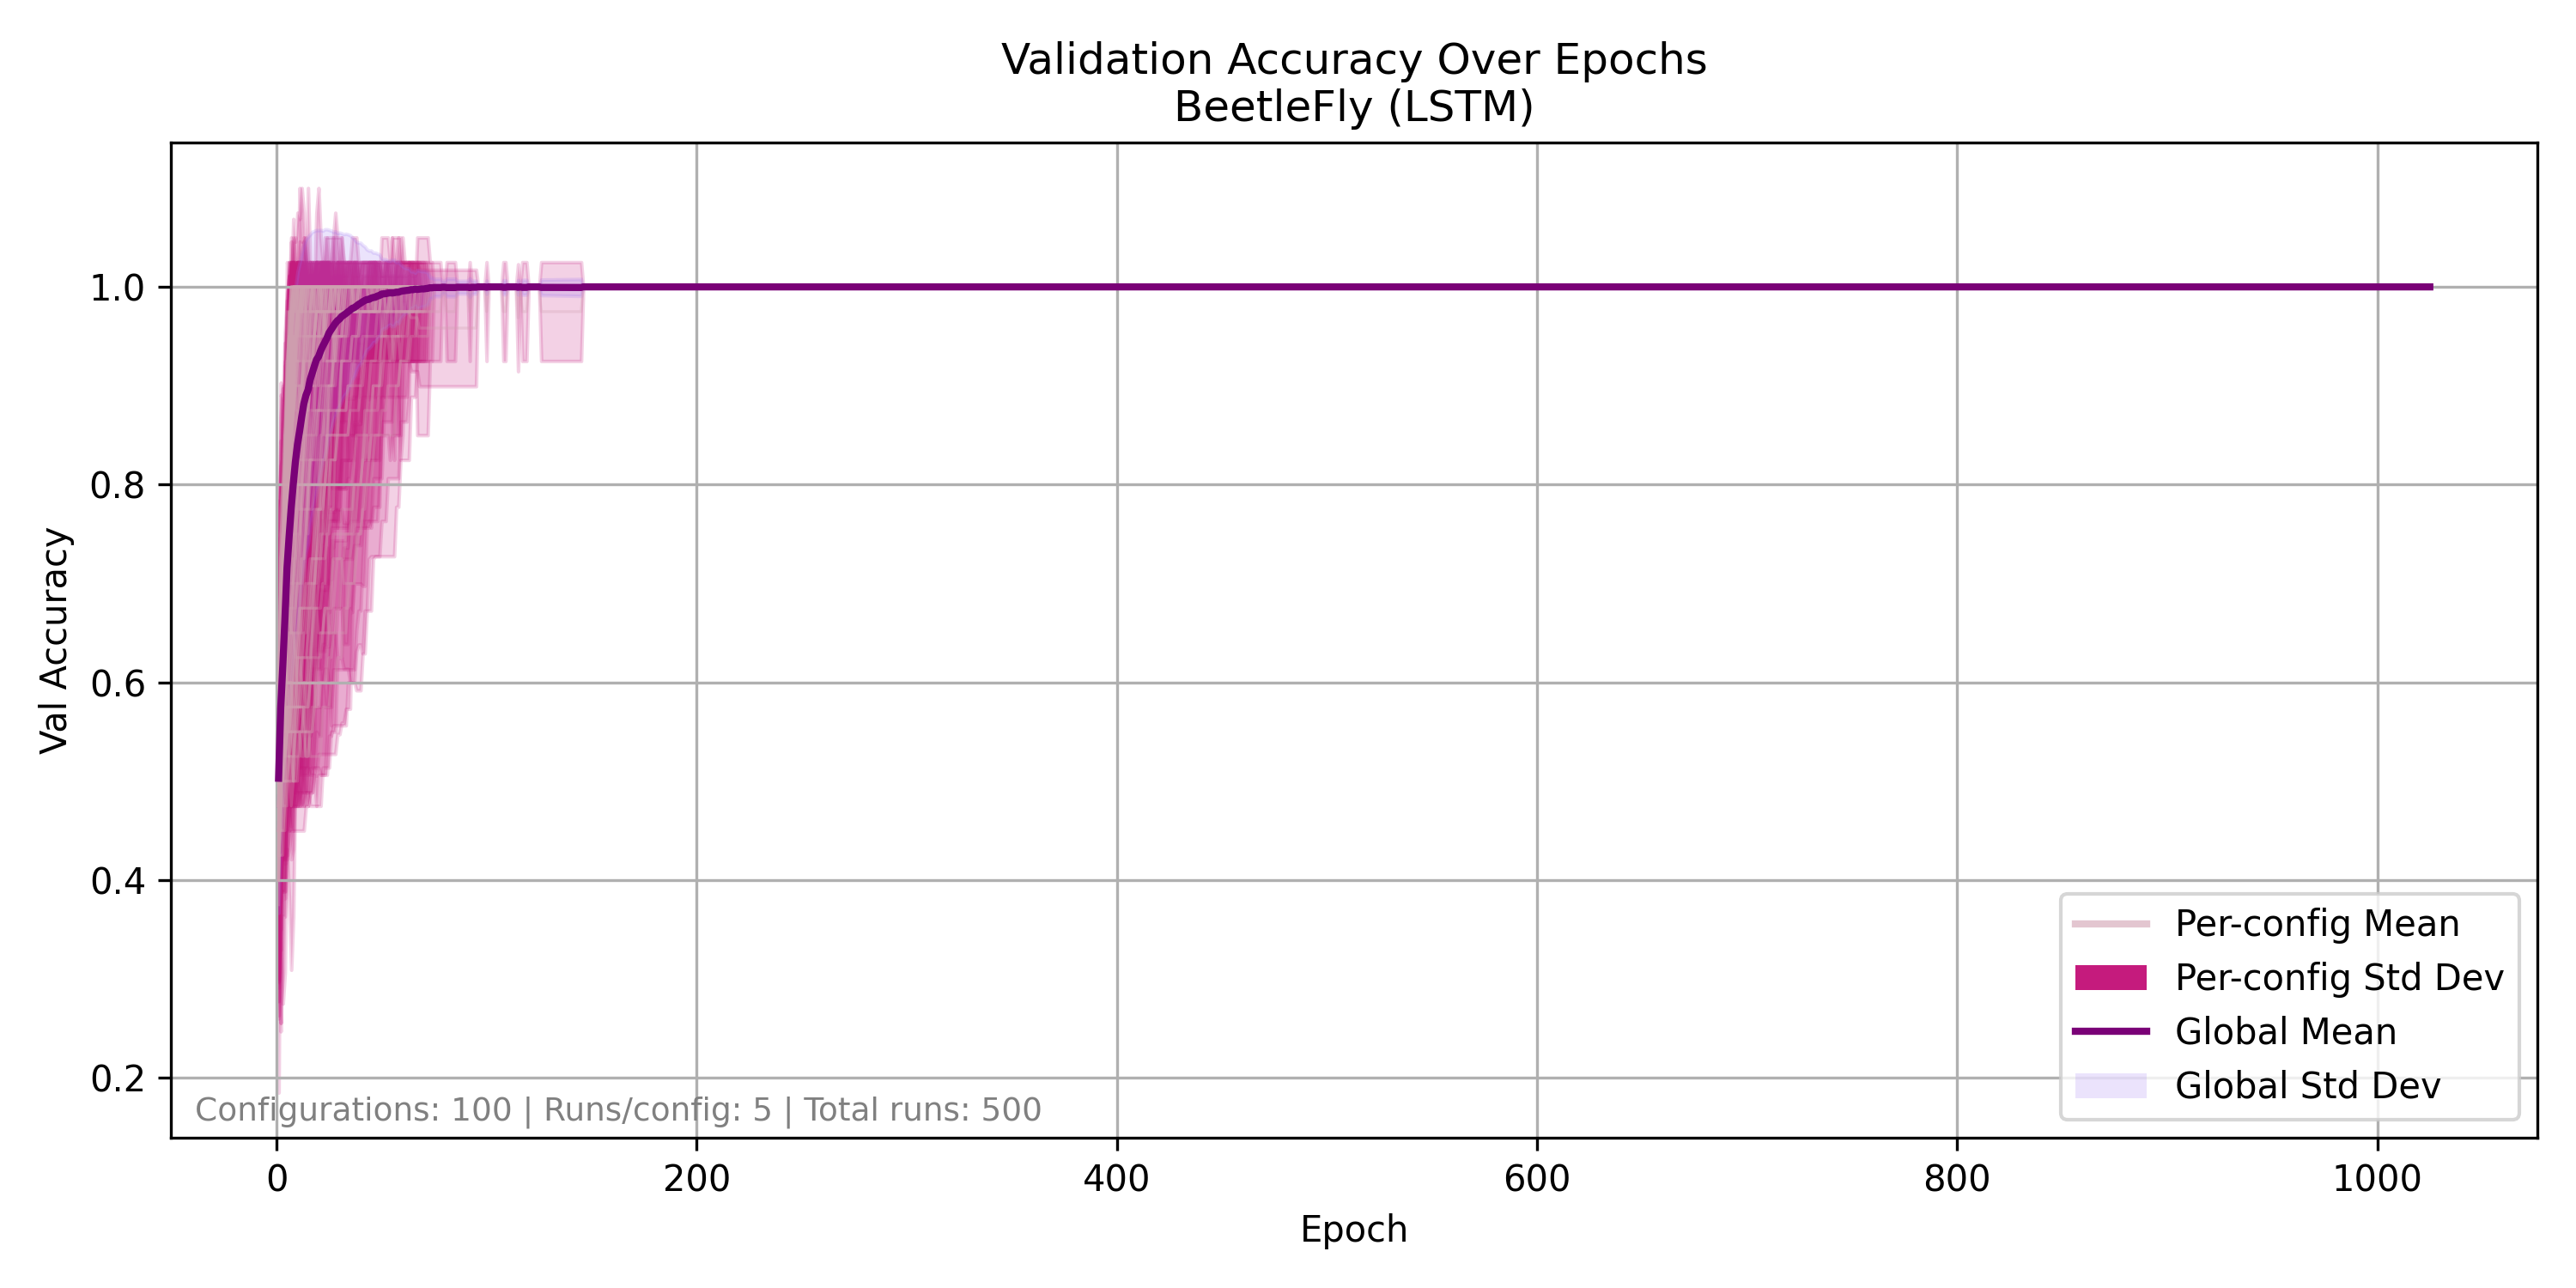 Validation Accuracy Over Epochs
BeetleFly (LSTM)
Val Accuracy
1.0
0.8
0.6
0.4
0.2
Per-config Mean
Per-config Std Dev
Global Mean
Global Std Dev
Configurations: 100 | Runs/config: 5 | Total runs: 500
0 200 400 600 800 1000
Epoch